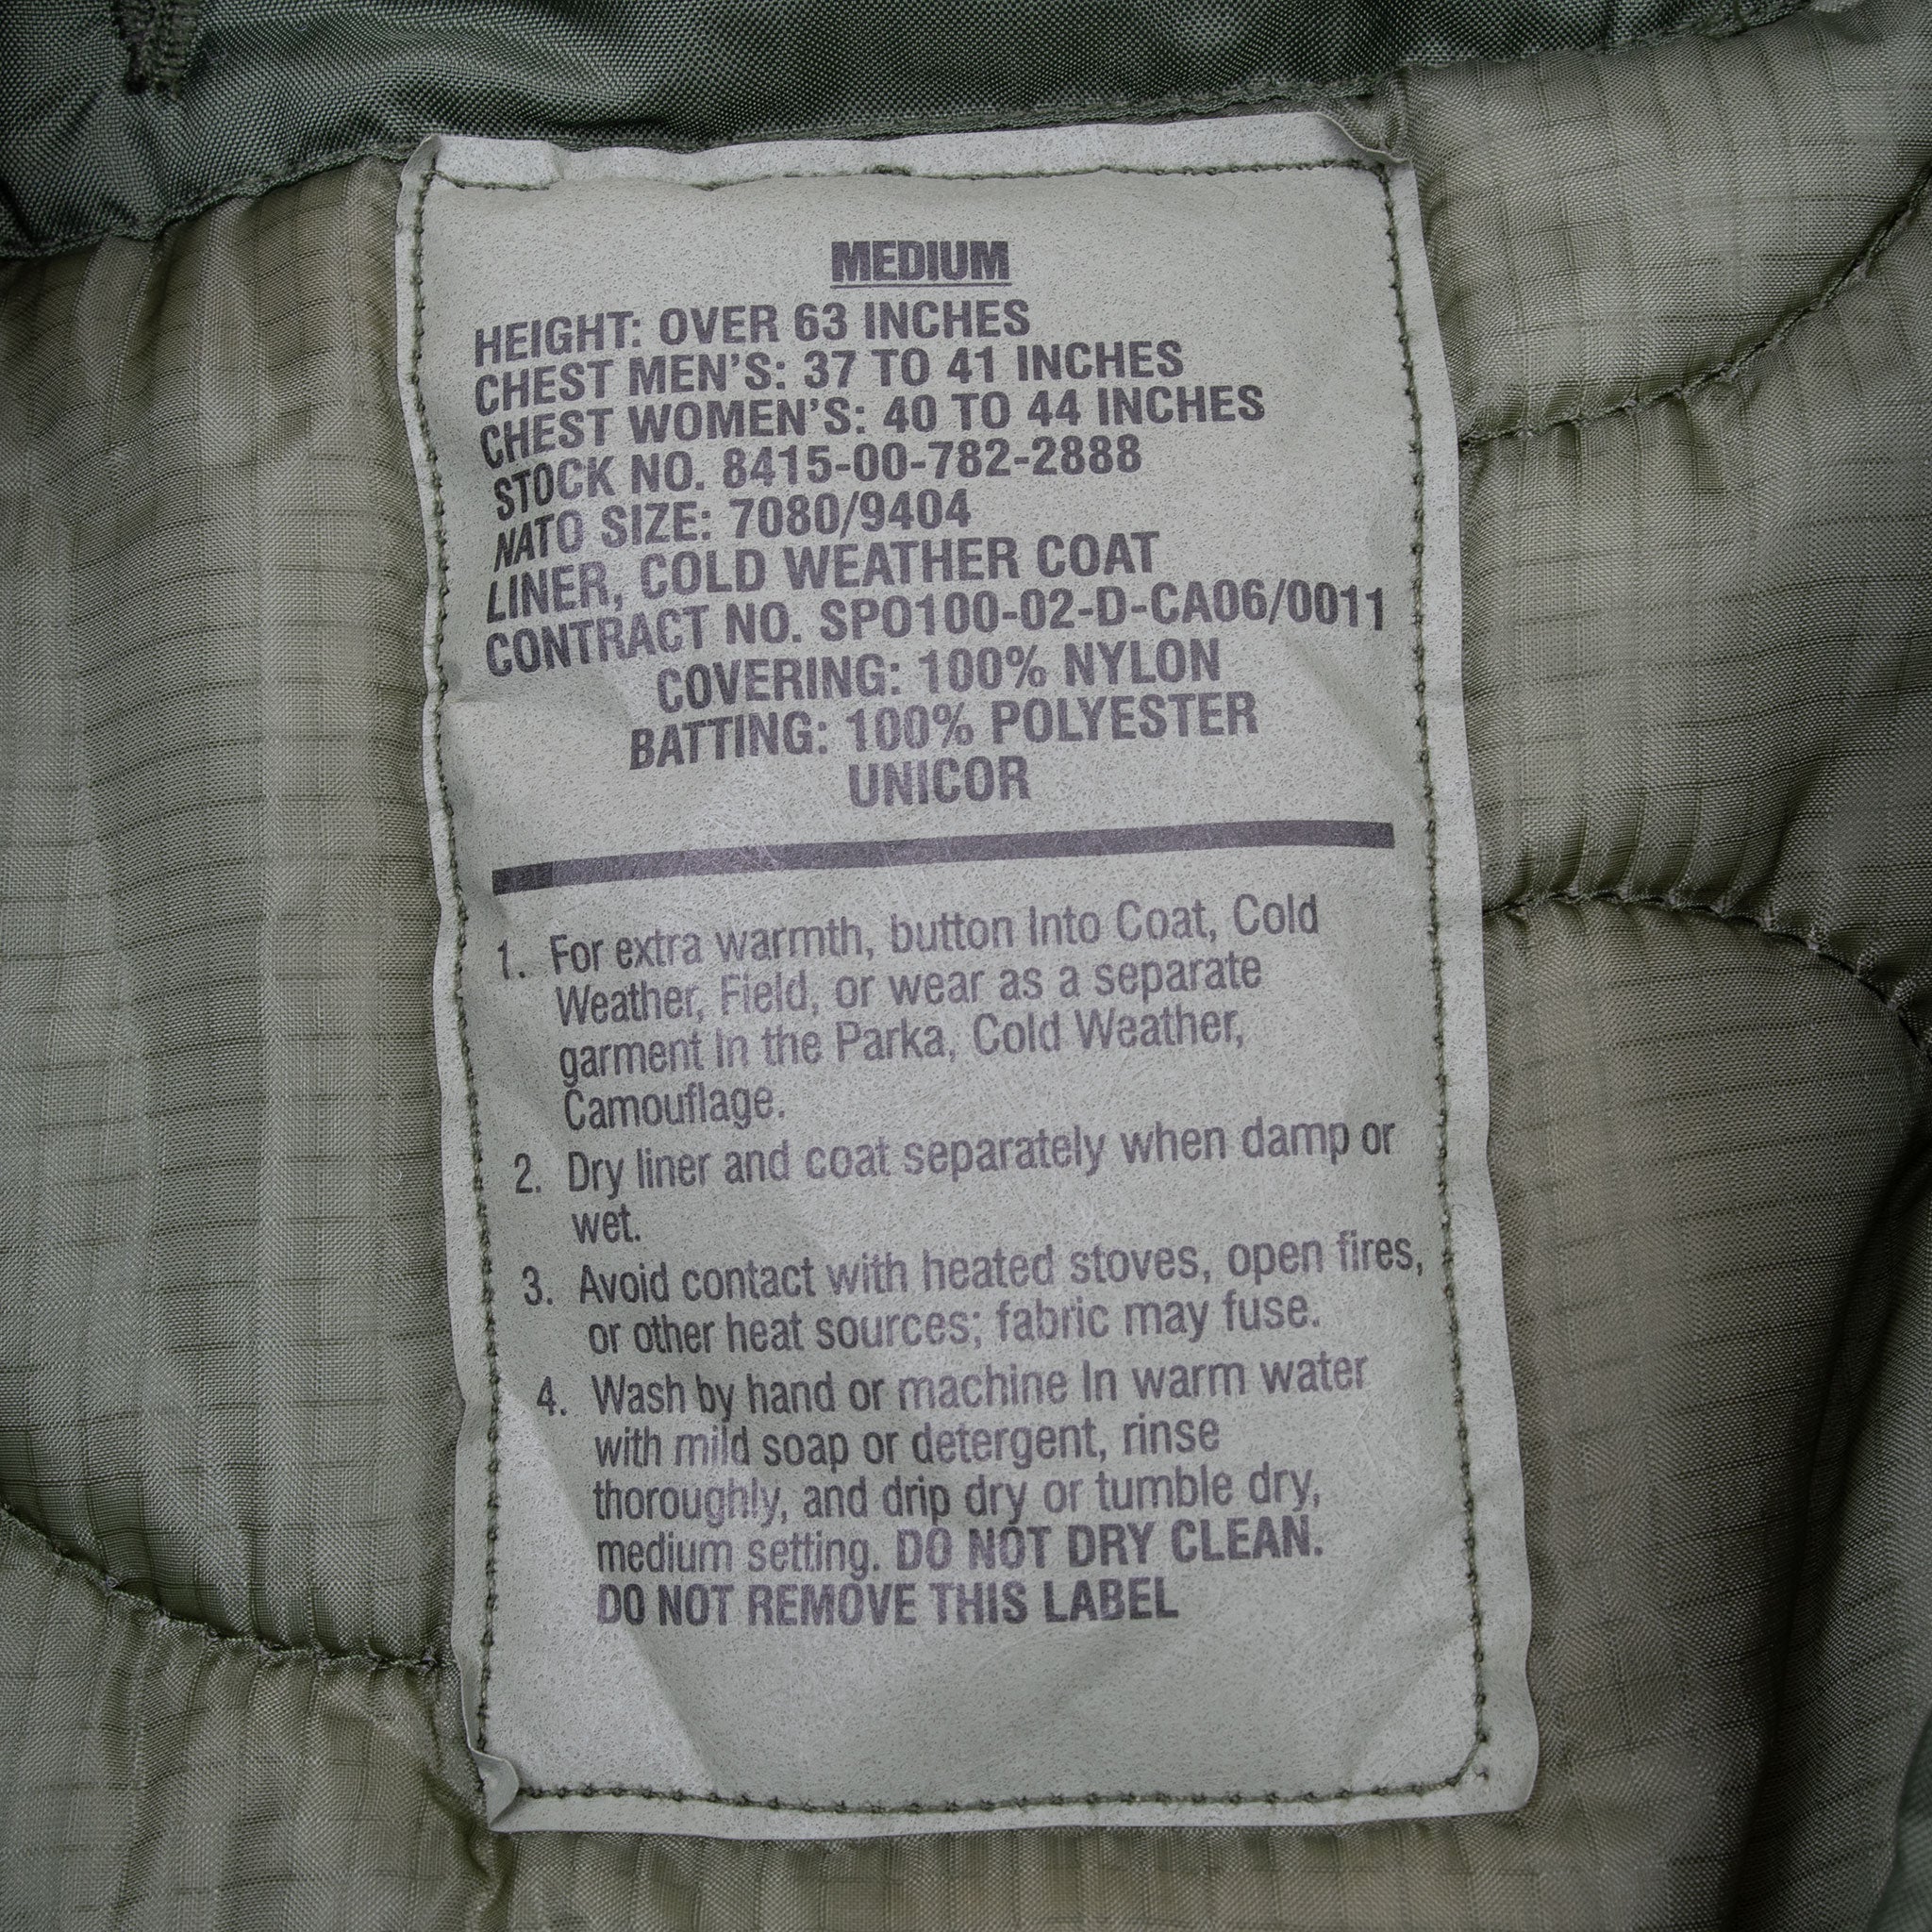 MEDIUM
HEIGHT: OVER 63 INCHES
CHEST MEN'S: 37 TO 41 INCHES
CHEST WOMEN'S: 40 TO 44 INCHES
STOCK NO. 8415-00-782-2888
NATO SIZE: 7080/9404
LINER, COLD WEATHER COAT
CONTRACT NO. SPO100-02-D-CA06/0011
COVERING: 100% NYLON
BATTING: 100% POLYESTER
UNICOR
1. For extra warmth, button Into Coat, Cold
Weather, Field, or wear as a separate
garment In the Parka, Cold Weather,
Camouflage.
2. Dry liner and coat separately when damp or
wet.
3. Avoid contact with heated stoves, open fires,
or other heat sources; fabric may fuse.
4. Wash by hand or machine In warm water
with mild soap or detergent, rinse
thoroughly, and drip dry or tumble dry,
medium setting. DO NOT DRY CLEAN.
DO NOT REMOVE THIS LABEL